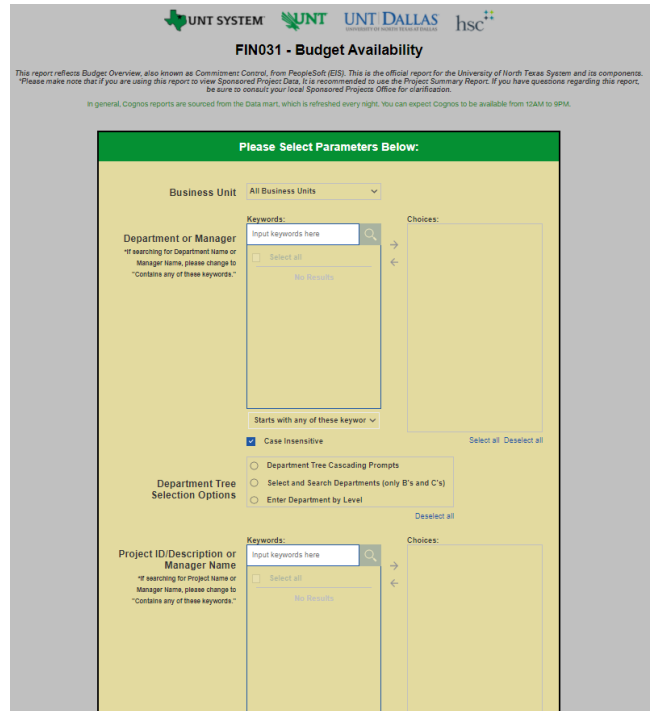 UNT SYSTEM™ UNT UNT DALLAS hsc
UNIVERSITY OF NORTH TEXAS AT DALLAS
FIN031 - Budget Availability
This report reflects Budget Overview, also known as Commitment Control, from PeopleSoft (EIS). This is the official report for the University of North Texas System and its components.
*Please make note that if you are using this report to view Sponsored Project Data, It is recommended to use the Project Summary Report. If you have questions regarding this report,
be sure to consult your local Sponsored Projects Office for clarification.
In general, Cognos reports are sourced from the Data mart, which is refreshed every night. You can expect Cognos to be available from 12AM to 9PM.
Please Select Parameters Below:
Business Unit
All Business Units
Keywords:
Choices:
Department or Manager
*If searching for Department Name or
Manager Name, please change to
"Contains any of these keywords."
Input keywords here
Select all
No Results
Starts with any of these keywor
Case Insensitive
Select all Deselect all
Department Tree
Selection Options
Department Tree Cascading Prompts
Select and Search Departments (only B's and C's)
Enter Department by Level
Deselect all
Keywords:
Choices:
Project ID/Description or
Manager Name
*If searching for Project Name or
Manager Name, please change to
"Contains any of these keywords."
Input keywords here
Select all
No Results